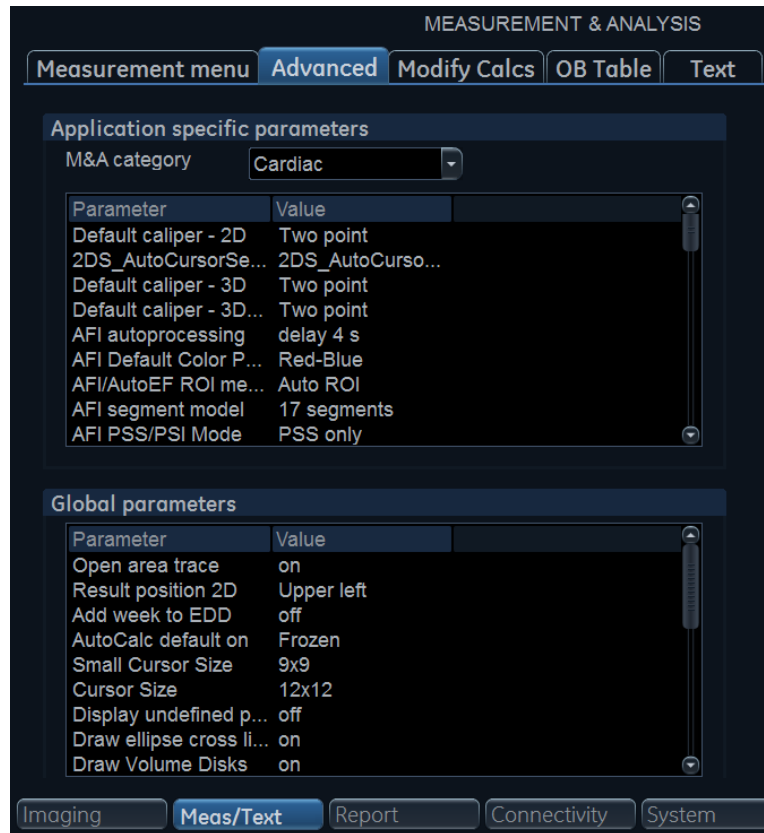 MEASUREMENT & ANALYSIS
Measurement menu Advanced Modify Calcs OB Table Text
Application specific parameters
M&A category Cardiac
Parameter Value
Default caliper - 2D Two point
2DS_AutoCursorSe... 2DS_AutoCurso...
Default caliper - 3D Two point
Default caliper - 3D... Two point
AFI autoprocessing delay 4 s
AFI Default Color P... Red-Blue
AFI/AutoEF ROI me... Auto ROI
AFI segment model 17 segments
AFI PSS/PSI Mode PSS only
Global parameters
Parameter Value
Open area trace on
Result position 2D Upper left
Add week to EDD off
AutoCalc default on Frozen
Small Cursor Size 9x9
Cursor Size 12x12
Display undefined p... off
Draw ellipse cross li... on
Draw Volume Disks on
Imaging Meas/Text Report Connectivity System